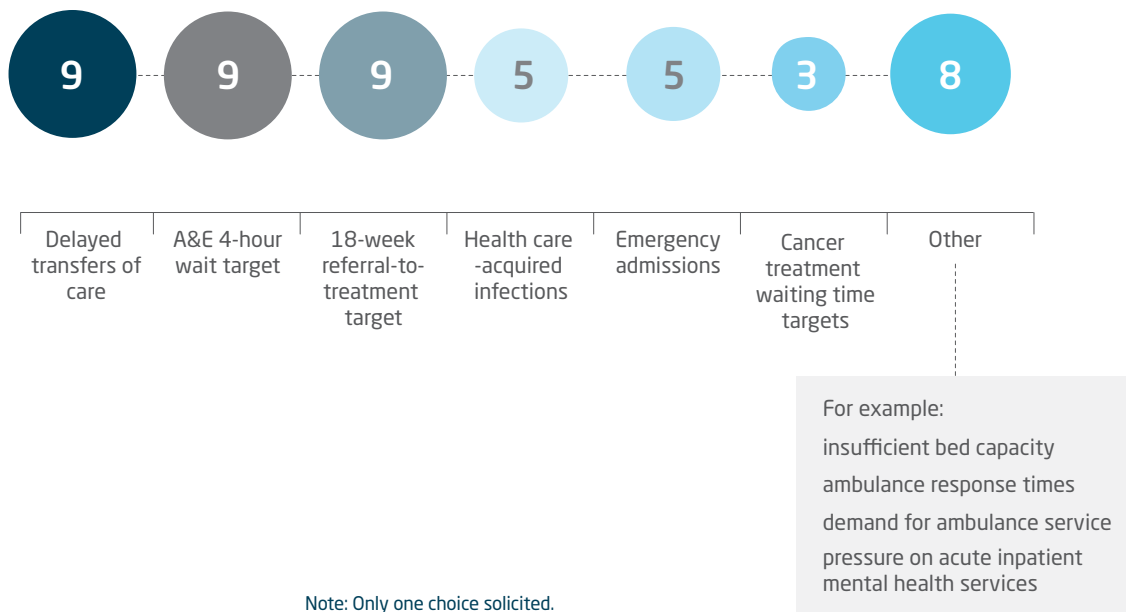 9
9
9
5
5
3
8
Delayed
transfers of
care
A&E 4-hour
wait target
18-week
referral-to-
treatment
target
Health care
-acquired
infections
Emergency
admissions
Cancer
treatment
waiting time
targets
Other
For example:
insufficient bed capacity
ambulance response times
demand for ambulance service
pressure on acute inpatient
mental health services
Note: Only one choice solicited.